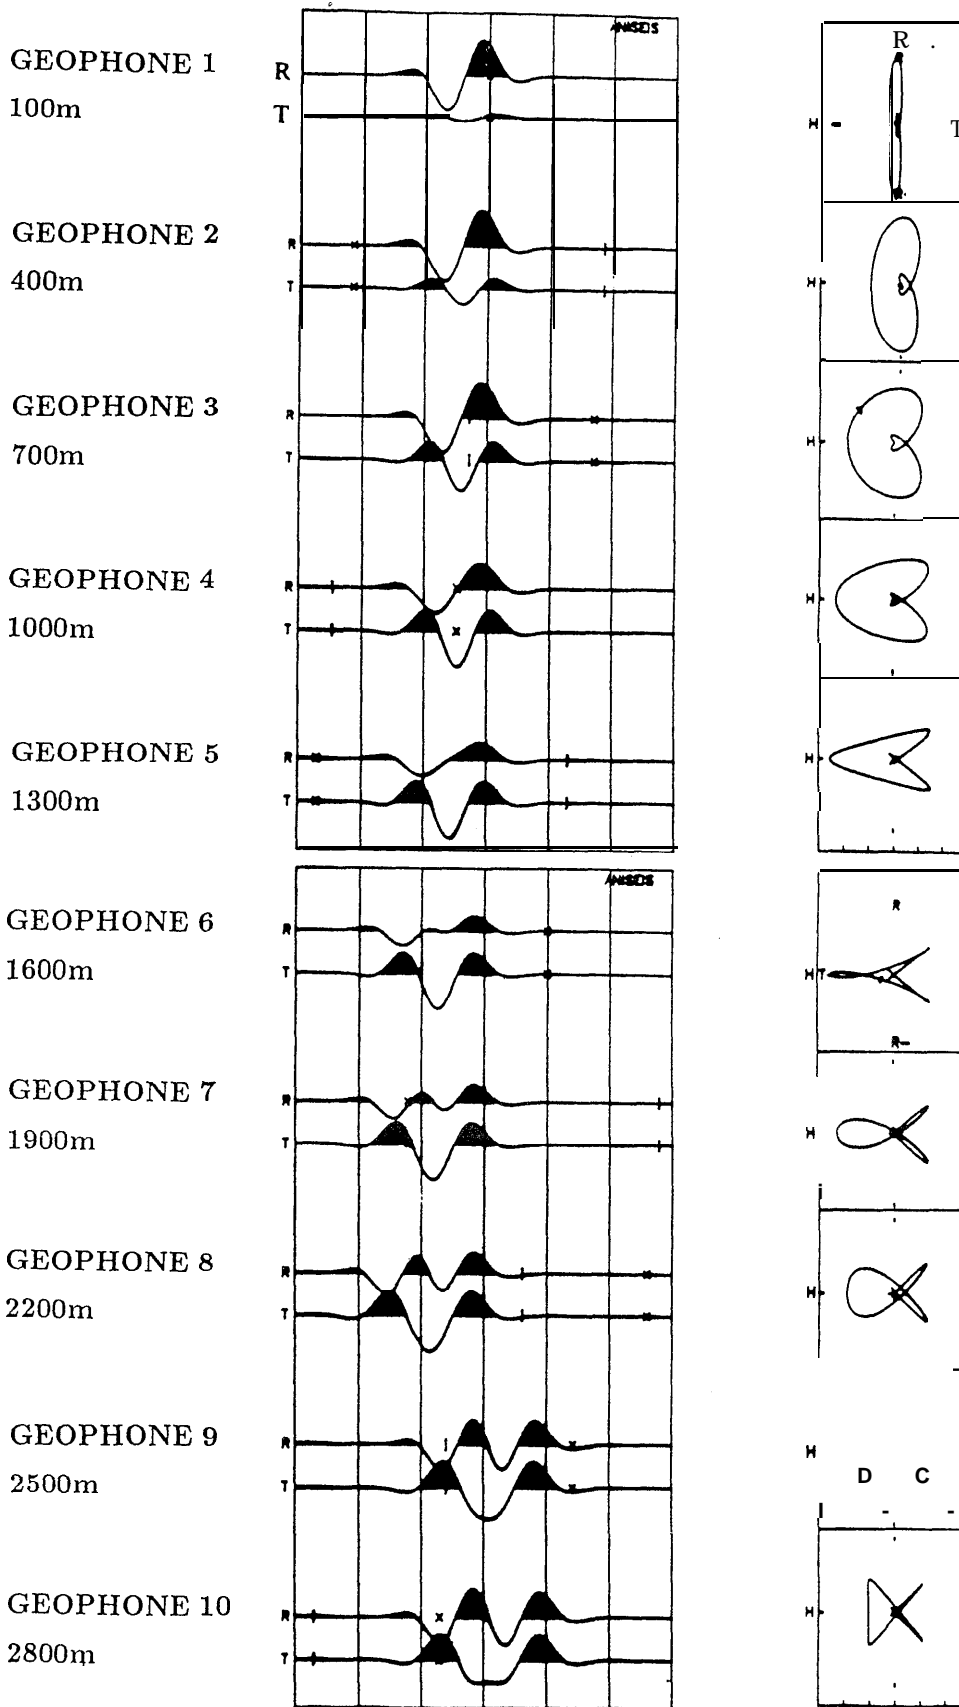 ANISEIS
GEOPHONE 1
100m
R
T
R
H
T
GEOPHONE 2
400m
R
T
H
GEOPHONE 3
700m
R
T
H
GEOPHONE 4
1000m
R
T
H
GEOPHONE 5
1300m
R
T
H
ANISEIS
GEOPHONE 6
1600m
R
T
R
HT
R
GEOPHONE 7
1900m
R
T
H
GEOPHONE 8
2200m
R
T
H
GEOPHONE 9
2500m
R
T
H
D C
GEOPHONE 10
2800m
R
T
H